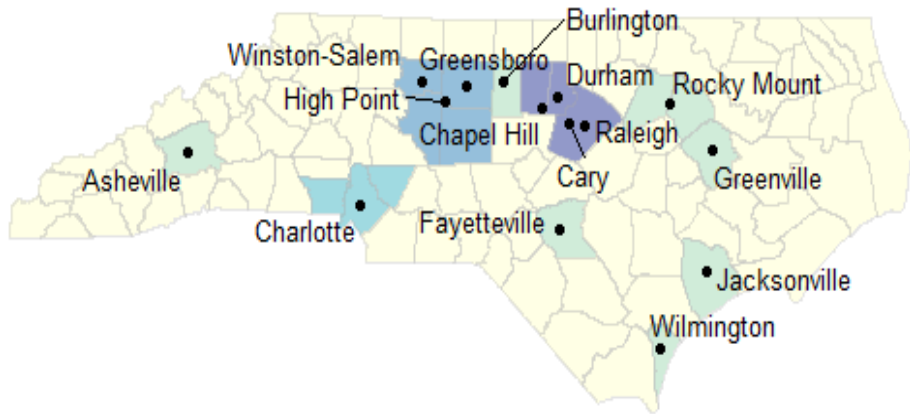 Burlington
Winston-Salem
Greensboro
Durham
Rocky Mount
High Point
Chapel Hill
Raleigh
Asheville
Cary
Greenville
Charlotte
Fayetteville
Jacksonville
Wilmington